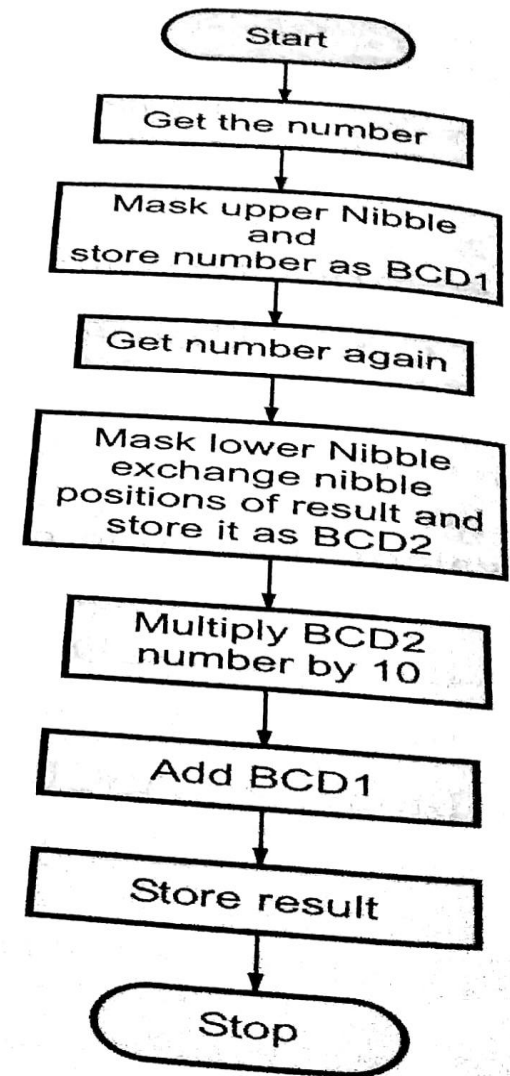 Start
Get the number
Mask upper Nibble
and
store number as BCD1
Get number again
Mask lower Nibble
exchange nibble
positions of result and
store it as BCD2
Multiply BCD2
number by 10
Add BCD1
Store result
Stop